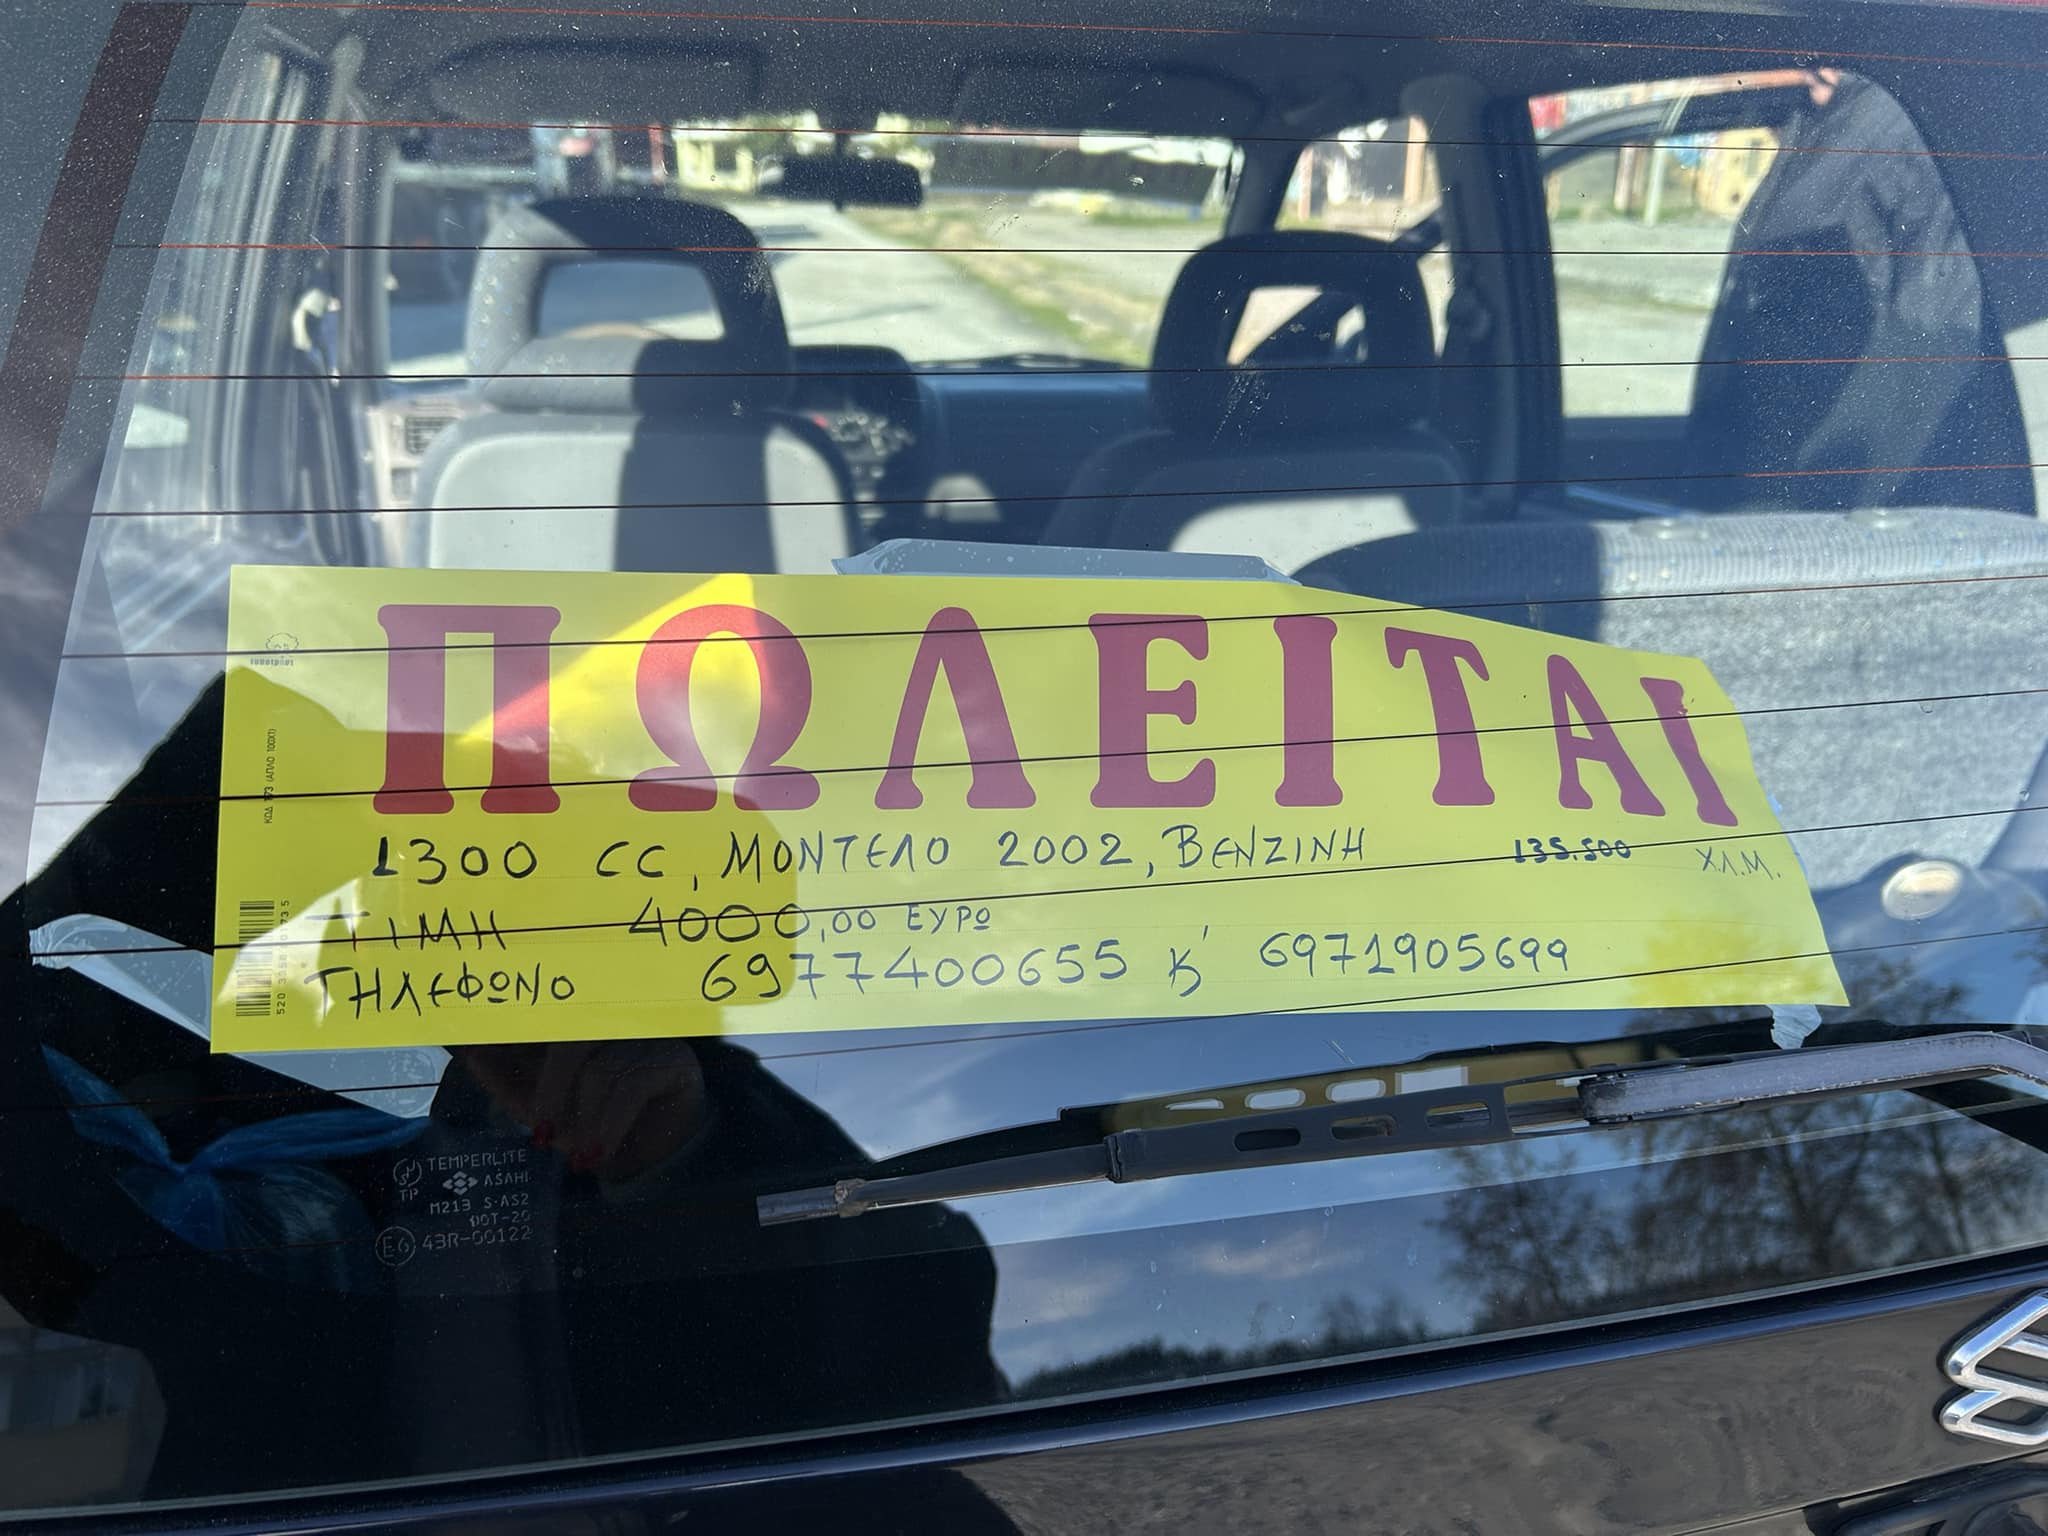 ΠΩΛΕΙΤΑΙ
1300 CC, ΜΟΝΤΕΛΟ 2002, ΒΕΝΖΙΝΗ 135.500 ΧΛΜ.
ΤΙΜΗ 4000,00 ΕΥΡΩ
ΤΗΛΕΦΩΝΟ 6977400655 Κ' 6971905699
TEMPERLITE
TP ASAHI
M213 S-AS2
DOT-20
E6 43R-00122